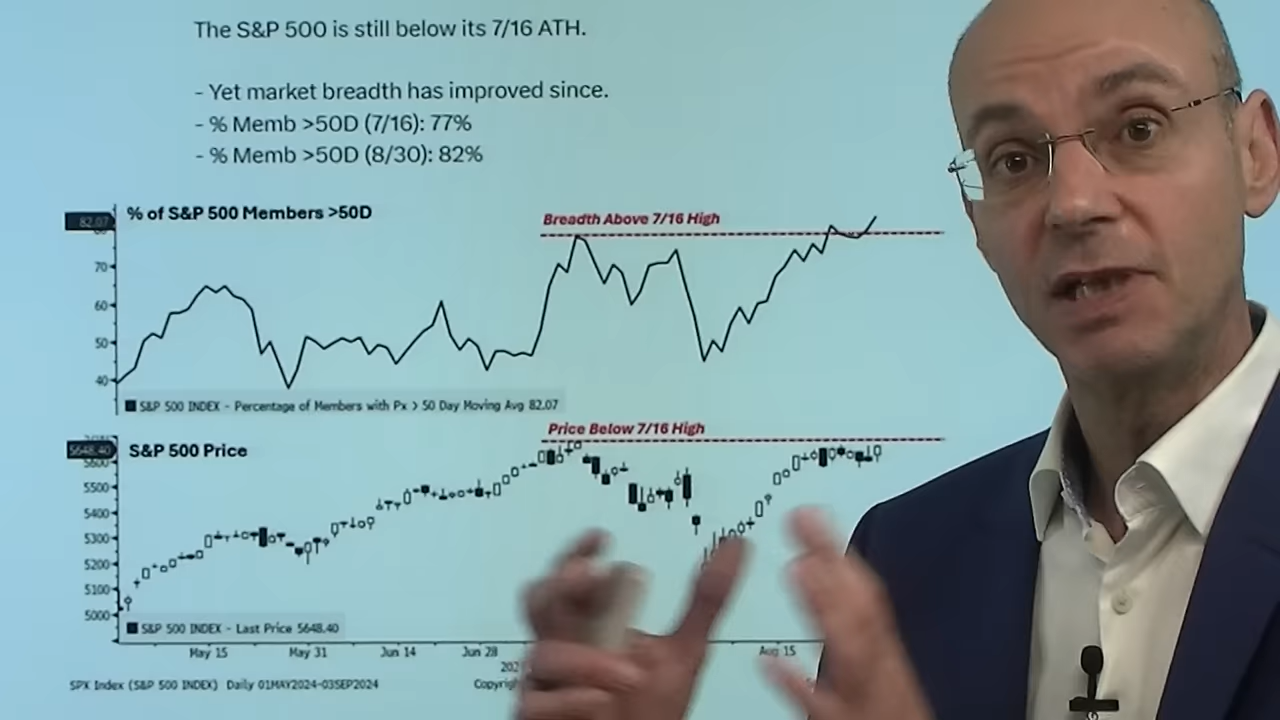 The S&P 500 is still below its 7/16 ATH.
- Yet market breadth has improved since.
- % Memb >50D (7/16): 77%
- % Memb >50D (8/30): 82%
% of S&P 500 Members >50D
Breadth Above 7/16 High
82.07
80
70
60
50
40
S&P 500 INDEX - Percentage of Members with Px > 50 Day Moving Avg 82.07
Price Below 7/16 High
S&P 500 Price
5648.40
5600
5500
5400
5300
5200
5100
5000
S&P 500 INDEX - Last Price 5648.40
May 15 May 31 Jun 14 Jun 28 Aug 15
SPX Index (S&P 500 INDEX) Daily 01MAY2024-03SEP2024